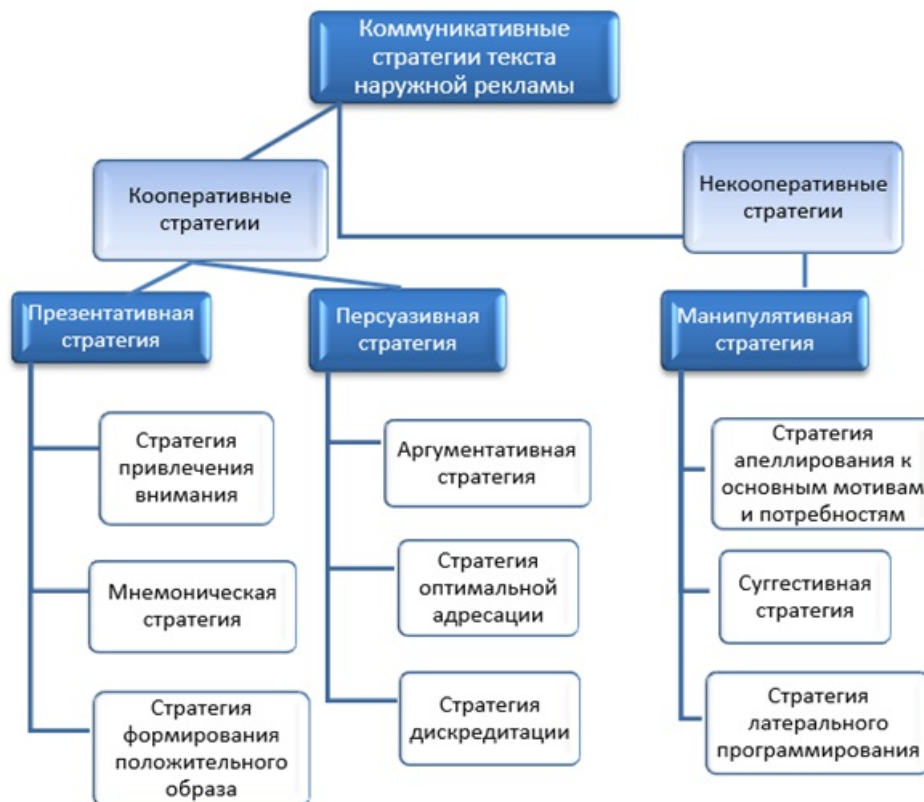 Коммуникативные
стратегии текста
наружной рекламы
Кооперативные
стратегии
Некооперативные
стратегии
Презентативная
стратегия
Персуазивная
стратегия
Манипулятивная
стратегия
Стратегия
привлечения
внимания
Мнемоническая
стратегия
Стратегия
формирования
положительного
образа
Аргументативная
стратегия
Стратегия
оптимальной
адресации
Стратегия
дискредитации
Стратегия
апеллирования к
основным мотивам
и потребностям
Суггестивная
стратегия
Стратегия
латерального
программирования